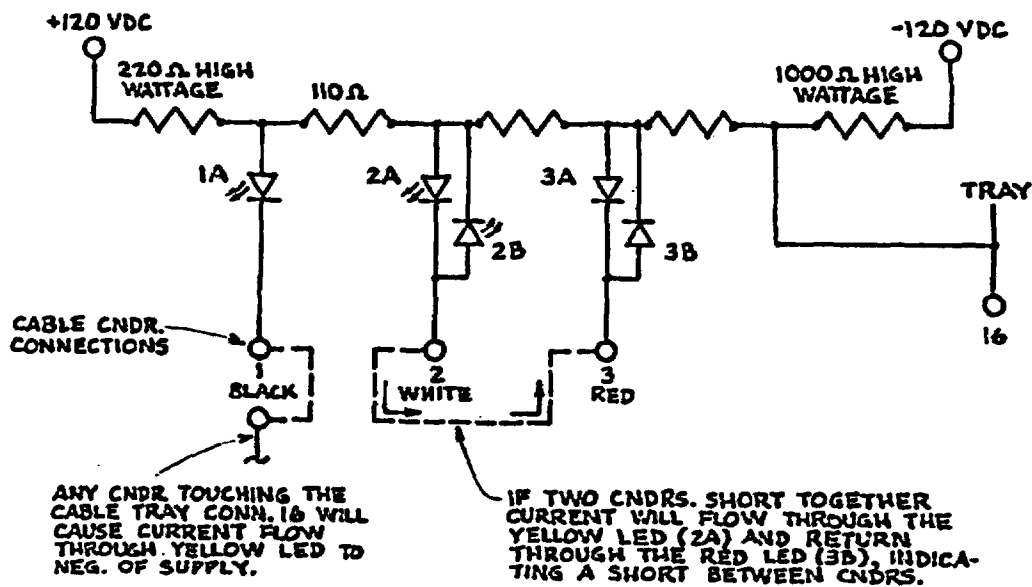 +120 VDC
-120 VDC
220Ω HIGH
WATTAGE
110Ω
1000Ω HIGH
WATTAGE
1A
2A
2B
3A
3B
TRAY
16
CABLE CNDR.
CONNECTIONS
1
BLACK
2
WHITE
3
RED
ANY CNDR TOUCHING THE
CABLE TRAY CONN. 16 WILL
CAUSE CURRENT FLOW
THROUGH YELLOW LED TO
NEG. OF SUPPLY.
IF TWO CNDRS. SHORT TOGETHER
CURRENT WILL FLOW THROUGH THE
YELLOW LED (2A) AND RETURN
THROUGH THE RED LED (3B), INDICA-
TING A SHORT BETWEEN CNDRS.